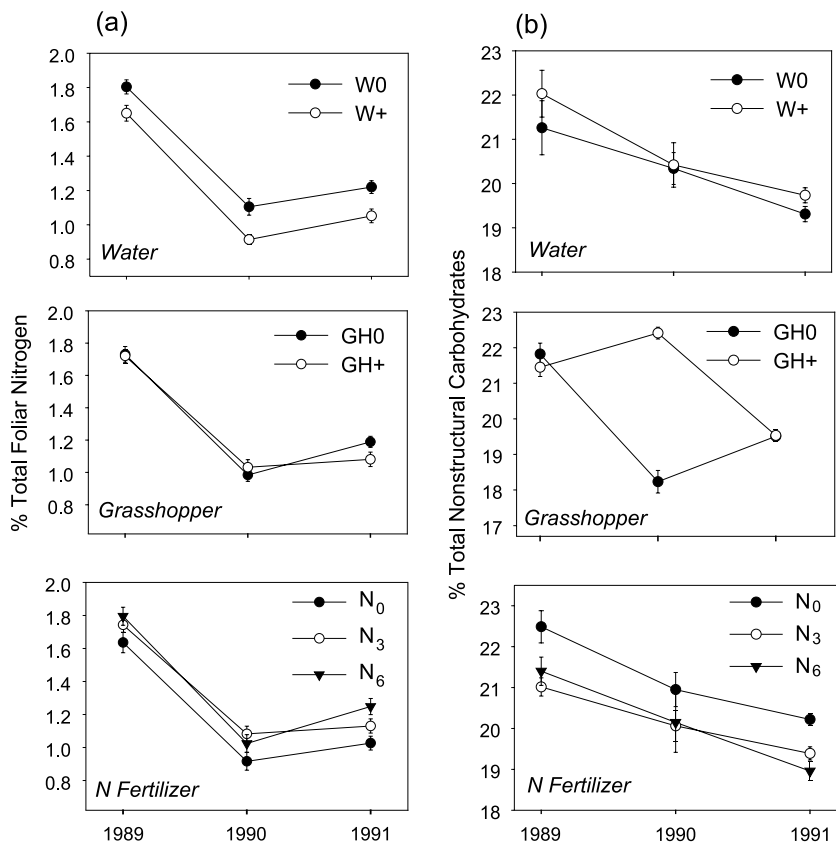 (a)
% Total Foliar Nitrogen
2.0
1.8
1.6
1.4
1.2
1.0
0.8
W0
W+
Water
2.0
1.8
1.6
1.4
1.2
1.0
0.8
GH0
GH+
Grasshopper
2.0
1.8
1.6
1.4
1.2
1.0
0.8
N0
N3
N6
N Fertilizer
1989 1990 1991
(b)
% Total Nonstructural Carbohydrates
23
22
21
20
19
18
W0
W+
Water
22
21
20
19
18
17
GH0
GH+
Grasshopper
23
22
21
20
19
18
N0
N3
N6
N Fertilizer
1989 1990 1991